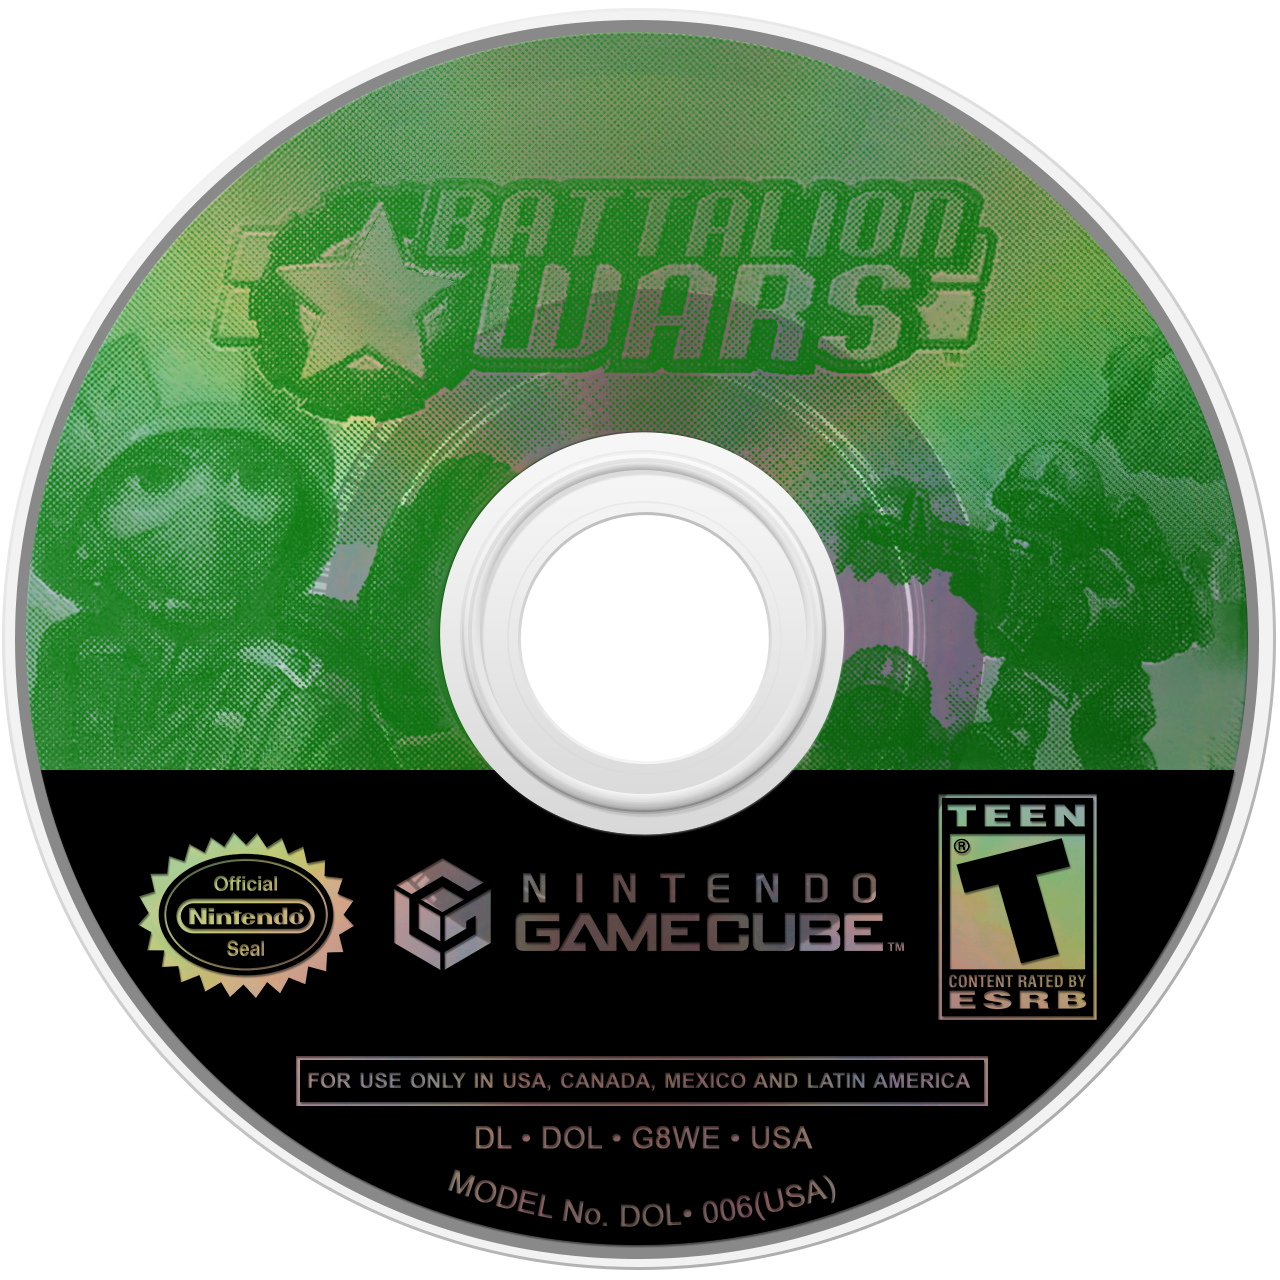 BATTALION
WARS
TM
Official
Nintendo®
Seal
NINTENDO
GAMECUBE™
TEEN
®
T
CONTENT RATED BY
ESRB
FOR USE ONLY IN USA, CANADA, MEXICO AND LATIN AMERICA
DL • DOL • G8WE • USA
MODEL No. DOL• 006(USA)